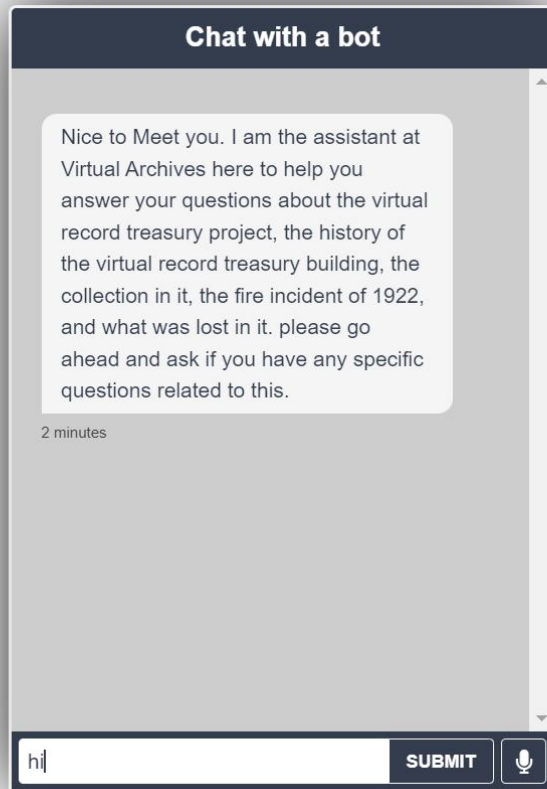 Chat with a bot
Nice to Meet you. I am the assistant at
Virtual Archives here to help you
answer your questions about the virtual
record treasury project, the history of
the virtual record treasury building, the
collection in it, the fire incident of 1922,
and what was lost in it. please go
ahead and ask if you have any specific
questions related to this.
2 minutes
hi
SUBMIT